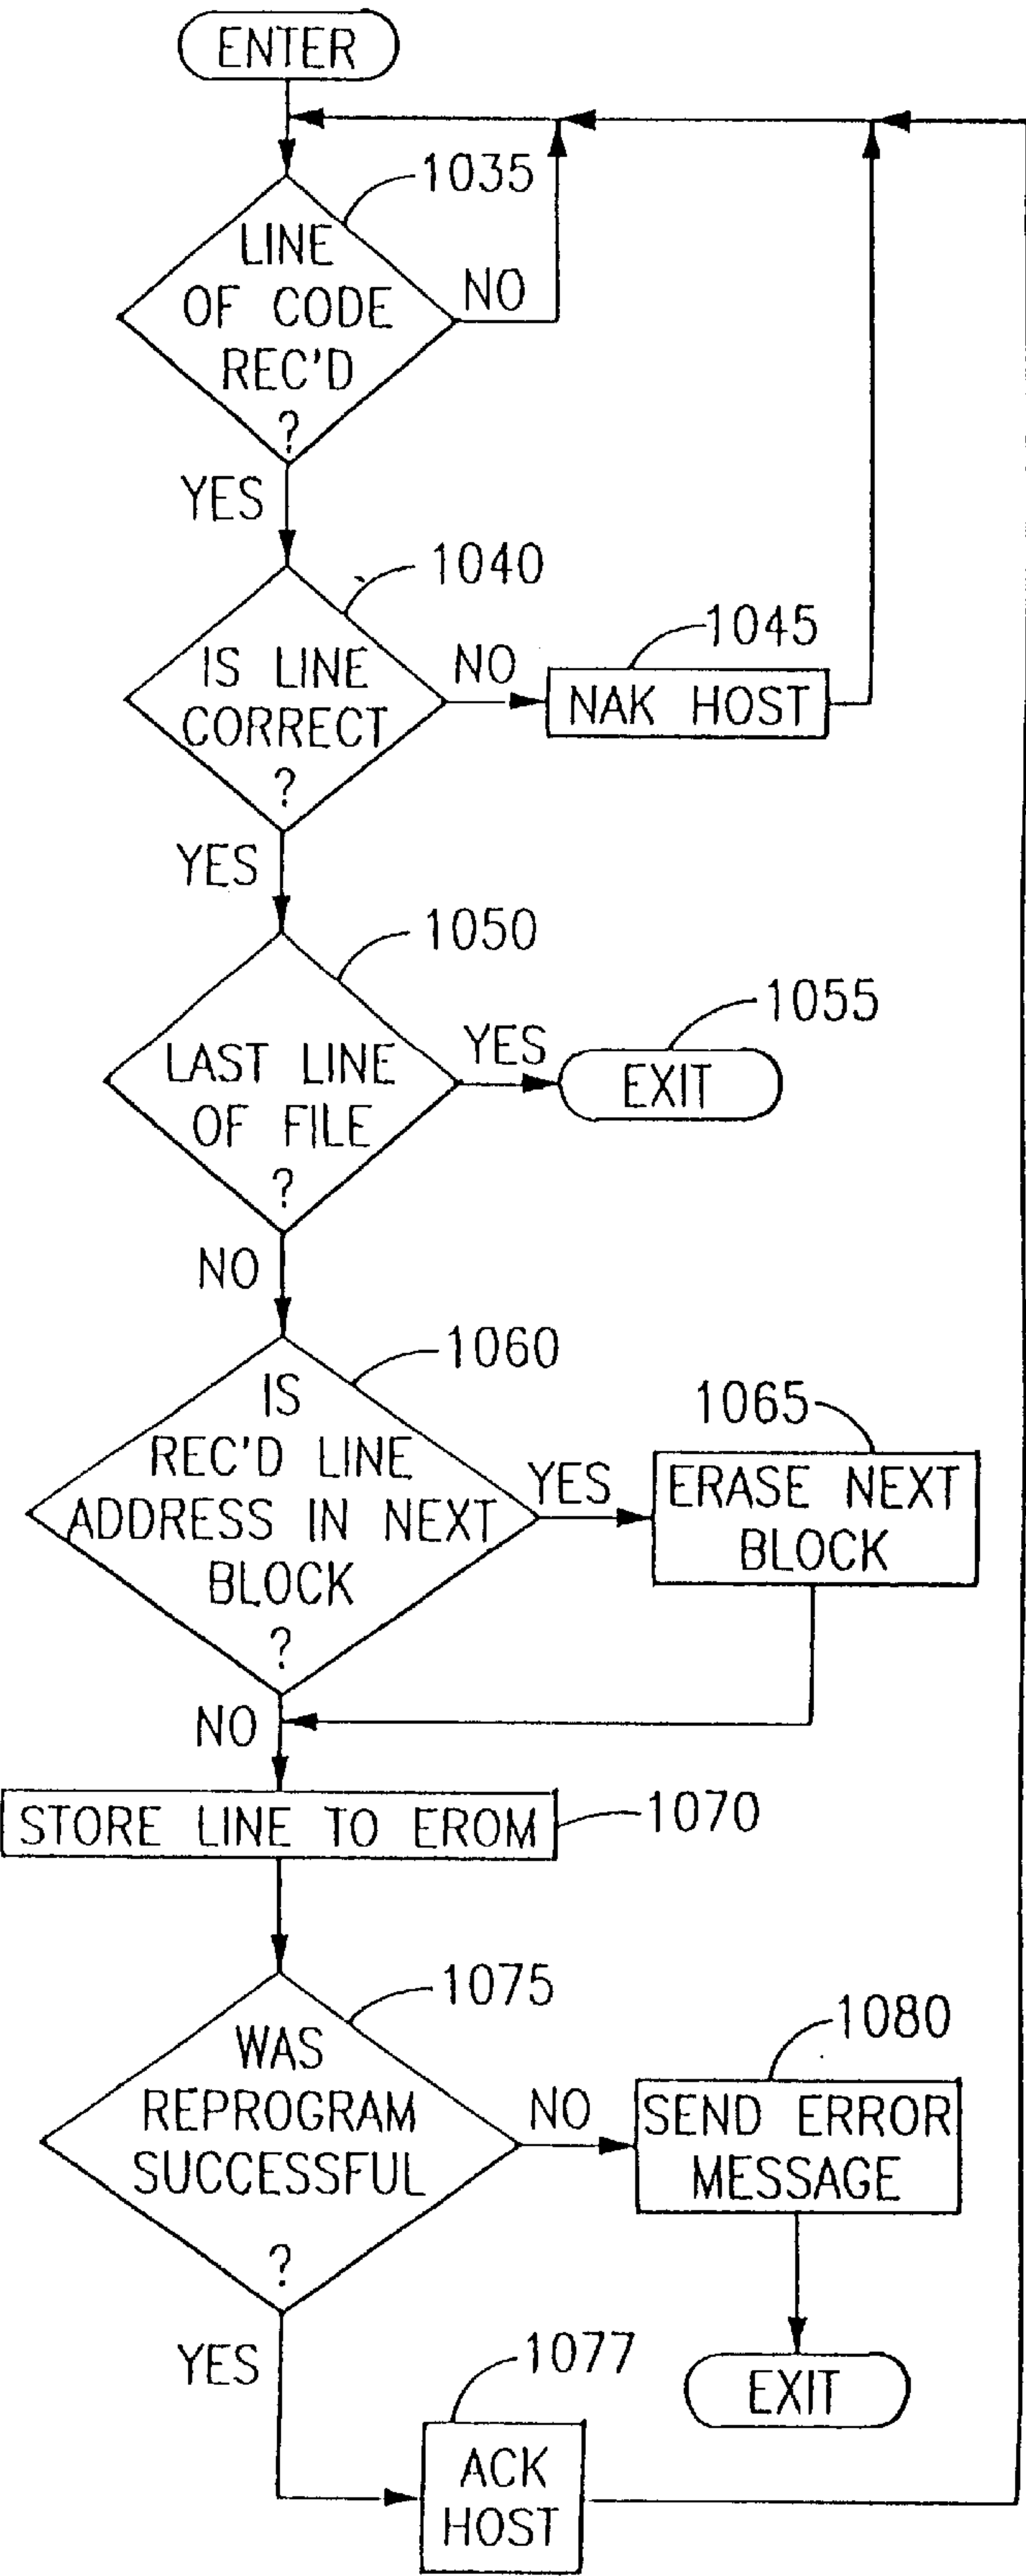 ENTER
1035
LINE
OF CODE
REC'D
?
NO
YES
1040
IS LINE
CORRECT
?
NO
1045
NAK HOST
YES
1050
LAST LINE
OF FILE
?
YES
1055
EXIT
NO
1060
IS
REC'D LINE
ADDRESS IN NEXT
BLOCK
?
YES
1065
ERASE NEXT
BLOCK
NO
STORE LINE TO EROM
1070
1075
WAS
REPROGRAM
SUCCESSFUL
?
NO
1080
SEND ERROR
MESSAGE
EXIT
YES
1077
ACK
HOST